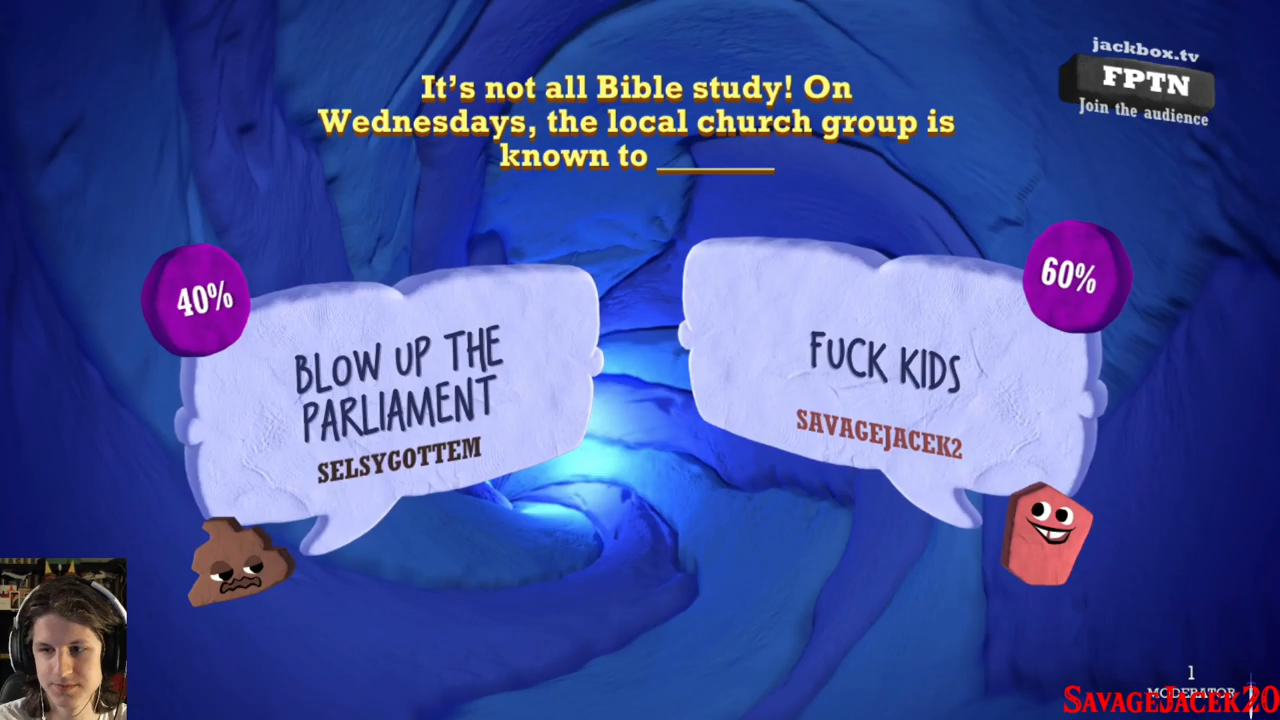 jackbox.tv
FPTN
Join the audience
It's not all Bible study! On
Wednesdays, the local church group is
known to ________
40%
60%
BLOW UP THE
PARLIAMENT
SELSYGOTTEM
FUCK KIDS
SAVAGEJACEK2
1
MODERATOR
SAVAGEJACEK20